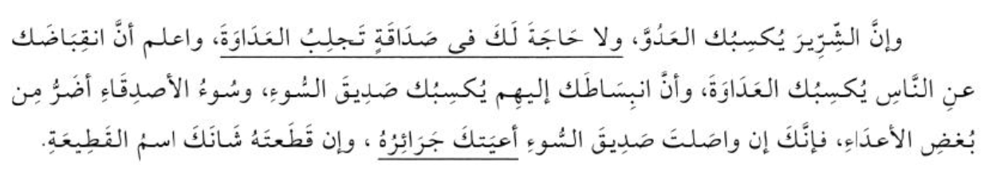 وإنَّ الشِّرِّيرَ يُكسِبُك العَدُوَّ، ولا حَاجَةَ لَكَ فى صَدَاقَةٍ تَجلِبُ العَدَاوَةَ، واعلم أنَّ انقِبَاضَك
عنِ النَّاسِ يُكسِبُك العَدَاوَةَ، وأنَّ انبِسَاطَك إليهِم يُكسِبُك صَدِيقَ السُّوءِ، وسُوءُ الأصدِقَاءِ أضَرُّ مِن
بُغضِ الأعدَاءِ، فإنَّكَ إن واصَلتَ صَدِيقَ السُّوءِ أعيَتكَ جَرَائِرُهُ ، وإن قَطَعتَهُ شَانَكَ اسمُ القَطِيعَةِ.